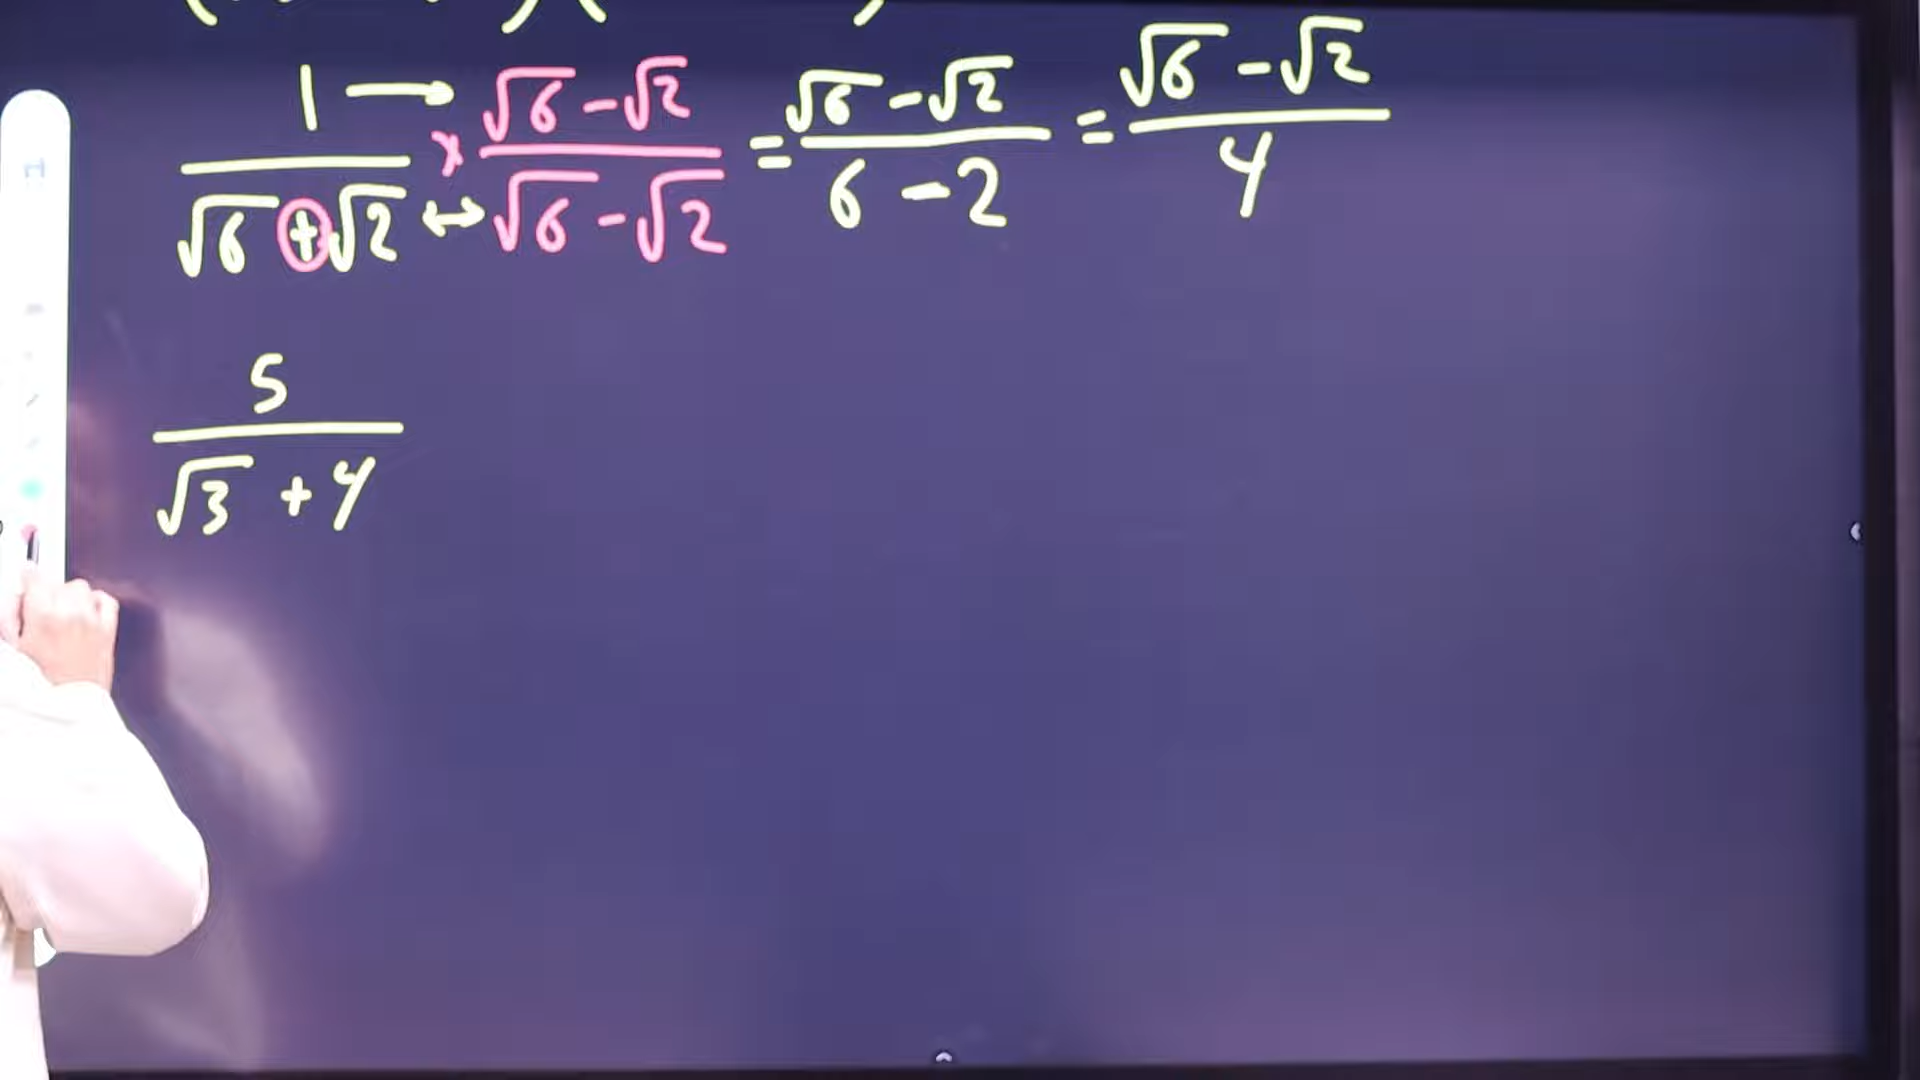 1/(√6 + √2) × (√6 - √2)/(√6 - √2) = (√6 - √2)/(6 - 2) = (√6 - √2)/4
5/(√3 + 4)